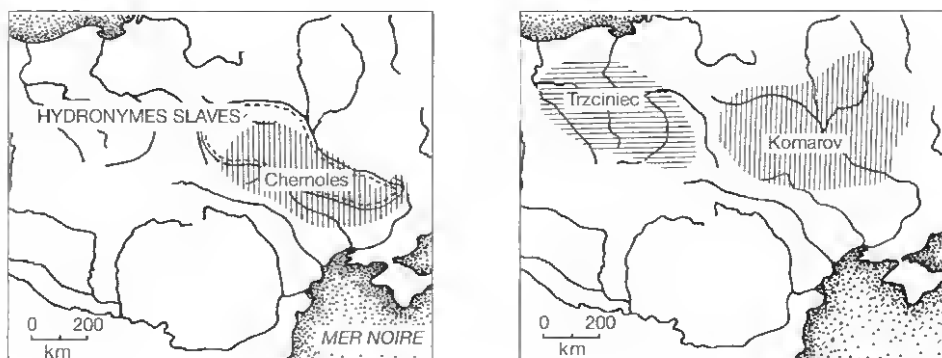 HYDRONYMES SLAVES
Chernoles
0 200
km
MER NOIRE
Trzciniec
Komarov
0 200
km